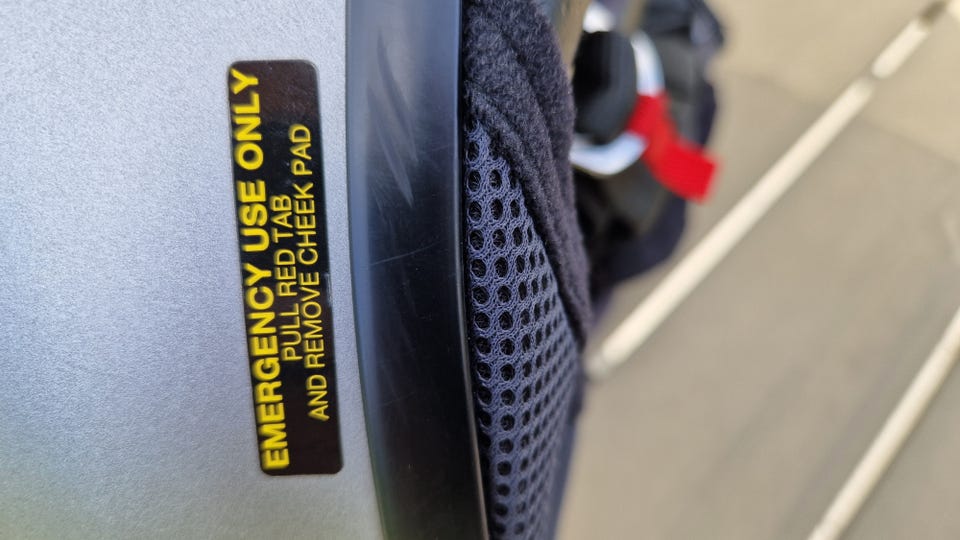 EMERGENCY USE ONLY
PULL RED TAB
AND REMOVE CHEEK PAD